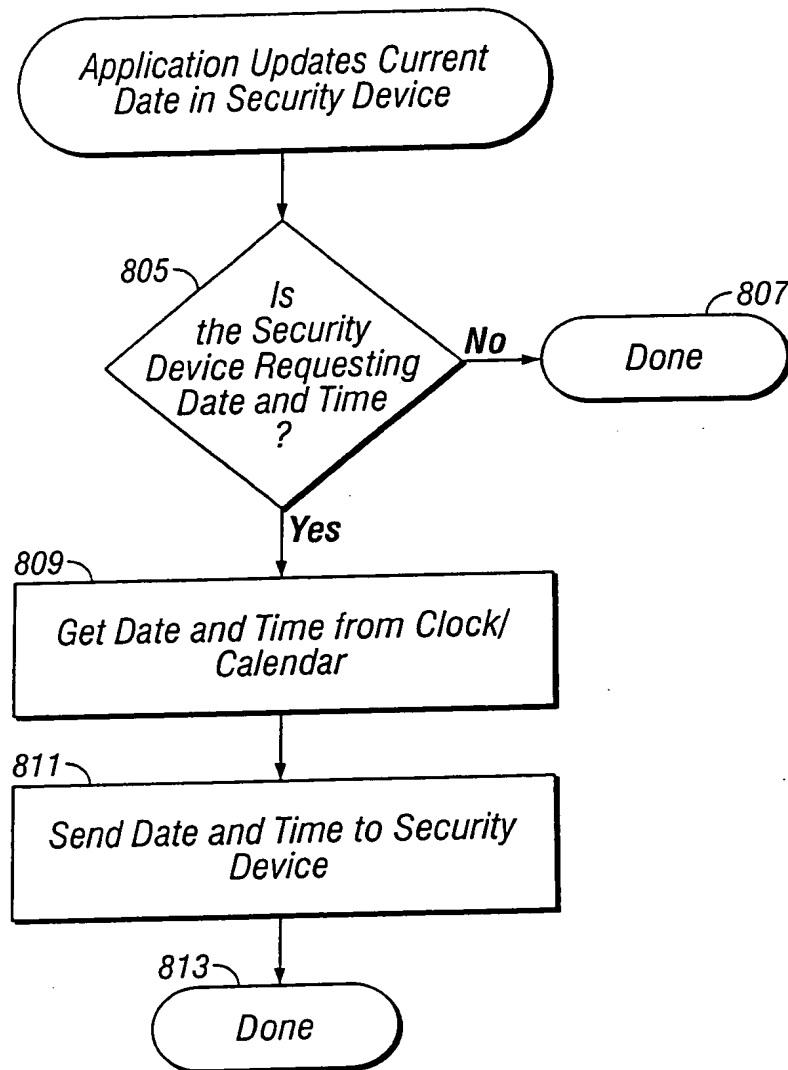 Application Updates Current
Date in Security Device
805
Is
the Security
Device Requesting
Date and Time
?
No
807
Done
Yes
809
Get Date and Time from Clock/
Calendar
811
Send Date and Time to Security
Device
813
Done